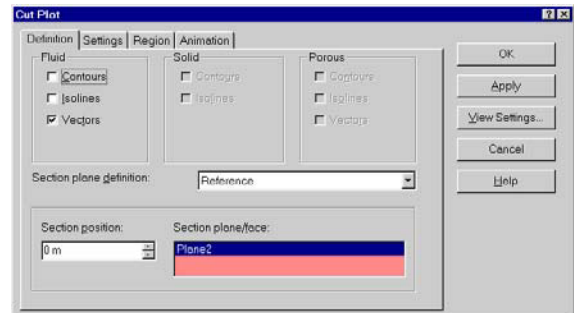 Cut Plot
Definition Settings Region Animation
Fluid
Contours
Isolines
Vectors
Solid
Contours
Isolines
Porous
Contours
Isolines
Vectors
Section plane definition: Reference
Section position: Section plane/face:
0 m Plane2
OK
Apply
View Settings...
Cancel
Help